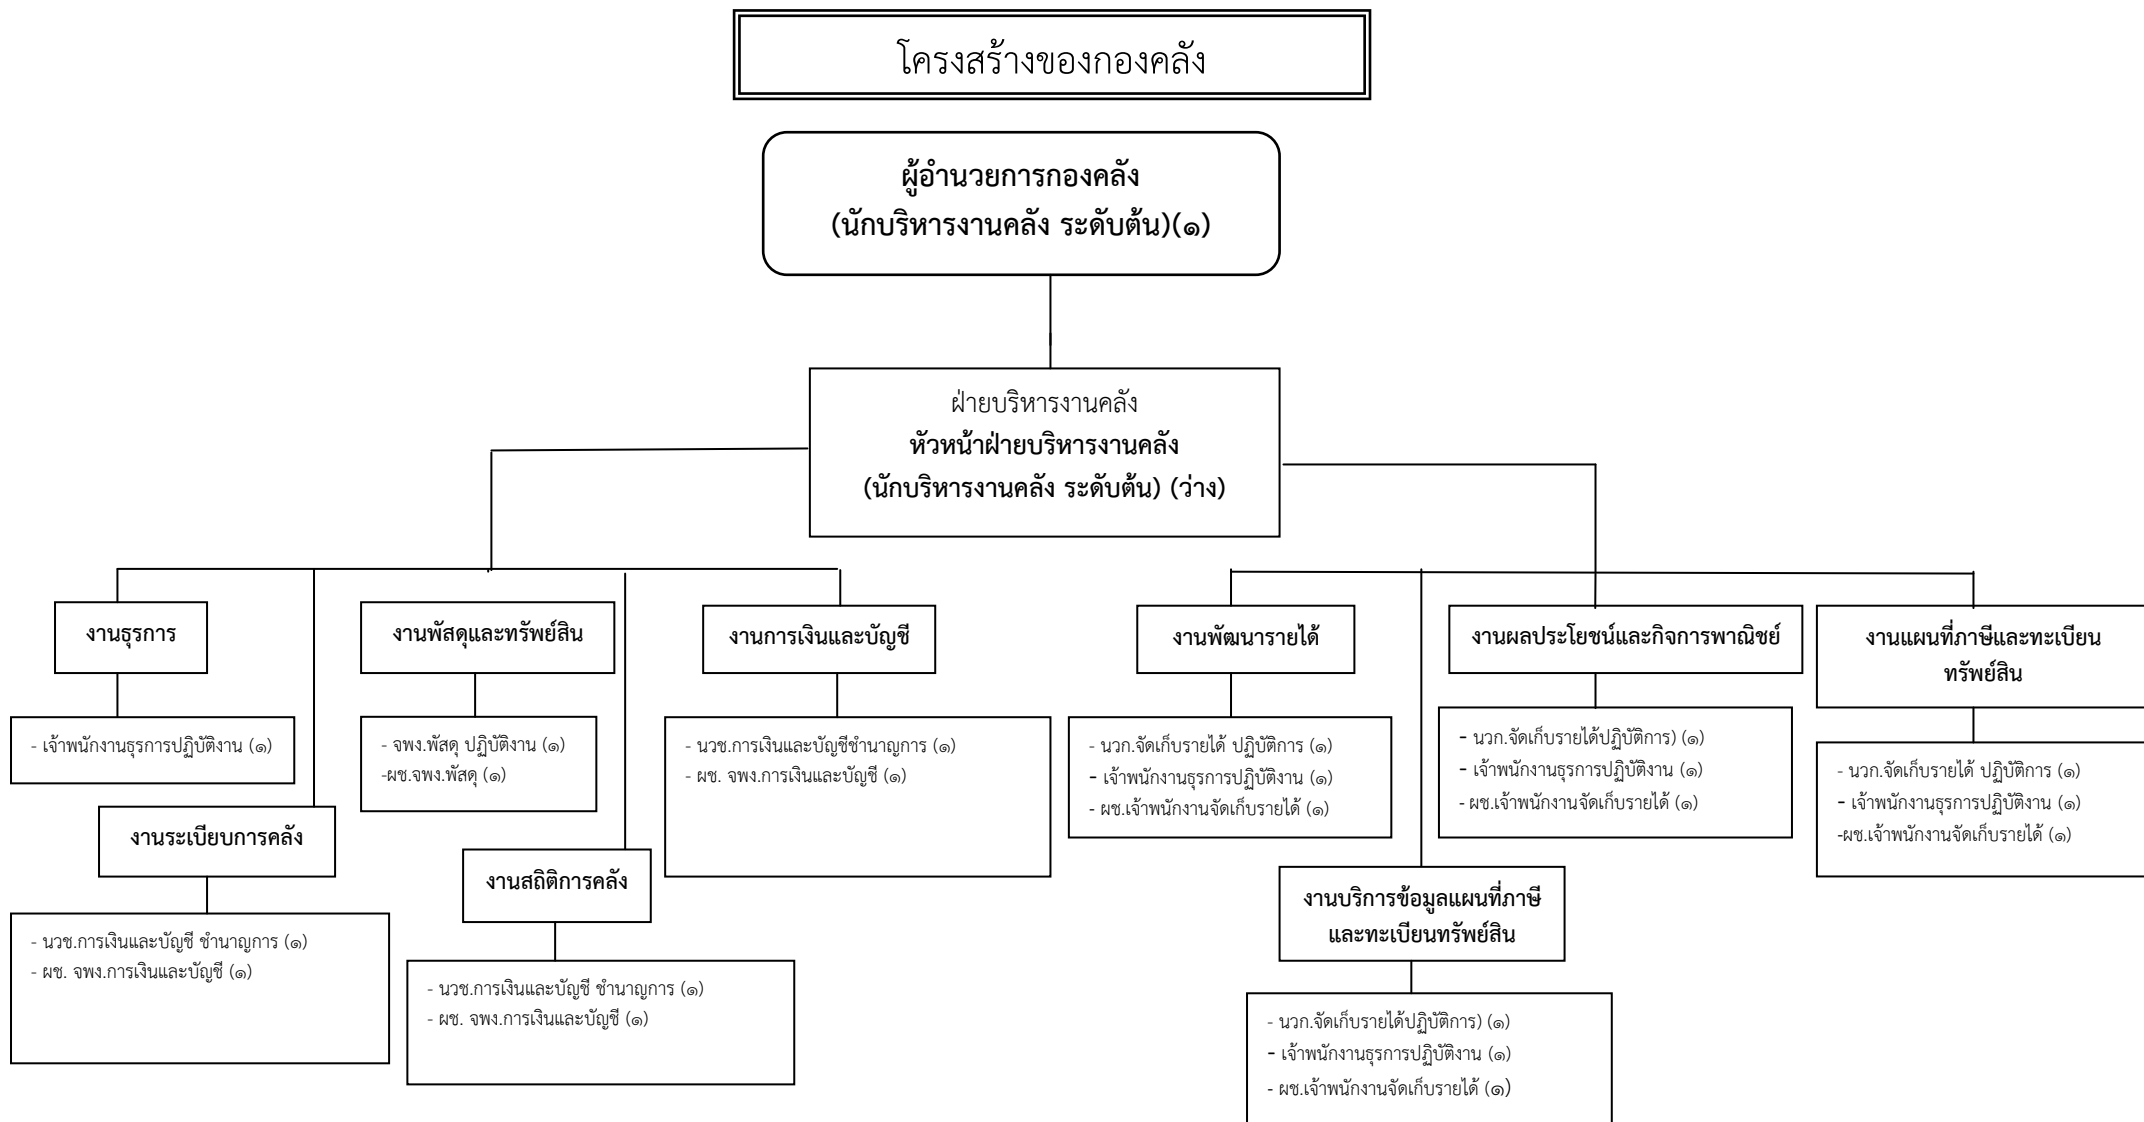 โครงสร้างของกองคลัง
ผู้อำนวยการกองคลัง
(นักบริหารงานคลัง ระดับต้น)(๑)
ฝ่ายบริหารงานคลัง
หัวหน้าฝ่ายบริหารงานคลัง
(นักบริหารงานคลัง ระดับต้น) (ว่าง)
งานธุรการ
- เจ้าพนักงานธุรการปฏิบัติงาน (๑)
งานพัสดุและทรัพย์สิน
- จพง.พัสดุ ปฏิบัติงาน (๑)
-ผช.จพง.พัสดุ (๑)
งานการเงินและบัญชี
- นวช.การเงินและบัญชีชำนาญการ (๑)
- ผช. จพง.การเงินและบัญชี (๑)
งานระเบียบการคลัง
- นวช.การเงินและบัญชี ชำนาญการ (๑)
- ผช. จพง.การเงินและบัญชี (๑)
งานสถิติการคลัง
- นวช.การเงินและบัญชี ชำนาญการ (๑)
- ผช. จพง.การเงินและบัญชี (๑)
งานพัฒนารายได้
- นวก.จัดเก็บรายได้ ปฏิบัติการ (๑)
- เจ้าพนักงานธุรการปฏิบัติงาน (๑)
- ผช.เจ้าพนักงานจัดเก็บรายได้ (๑)
งานผลประโยชน์และกิจการพาณิชย์
- นวก.จัดเก็บรายได้ปฏิบัติการ) (๑)
- เจ้าพนักงานธุรการปฏิบัติงาน (๑)
- ผช.เจ้าพนักงานจัดเก็บรายได้ (๑)
งานแผนที่ภาษีและทะเบียน
ทรัพย์สิน
- นวก.จัดเก็บรายได้ ปฏิบัติการ (๑)
- เจ้าพนักงานธุรการปฏิบัติงาน (๑)
-ผช.เจ้าพนักงานจัดเก็บรายได้ (๑)
งานบริการข้อมูลแผนที่ภาษี
และทะเบียนทรัพย์สิน
- นวก.จัดเก็บรายได้ปฏิบัติการ) (๑)
- เจ้าพนักงานธุรการปฏิบัติงาน (๑)
- ผช.เจ้าพนักงานจัดเก็บรายได้ (๑)